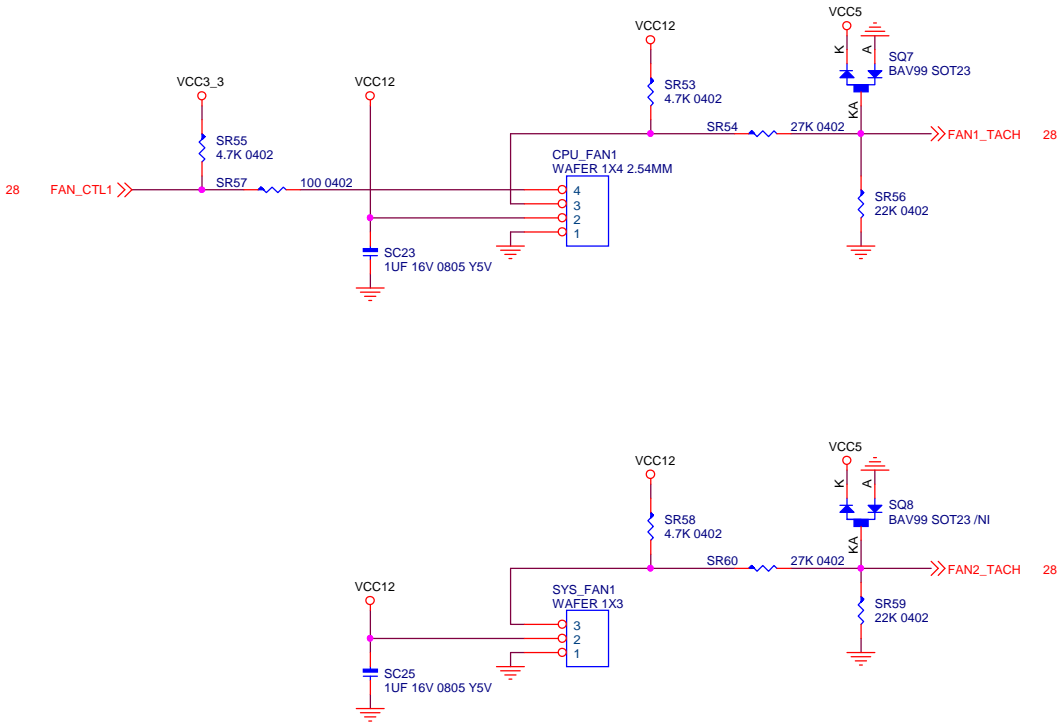 VCC5
VCC12
K
A
SQ7
BAV99 SOT23
VCC3_3
VCC12
SR53
4.7K 0402
KA
SR55
4.7K 0402
SR54
27K 0402
FAN1_TACH
28
CPU_FAN1
WAFER 1X4 2.54MM
28
FAN_CTL1
SR57
100 0402
4
3
2
1
SR56
22K 0402
SC23
1UF 16V 0805 Y5V
VCC5
VCC12
K
A
SQ8
BAV99 SOT23 /NI
SR58
4.7K 0402
KA
SR60
27K 0402
FAN2_TACH
28
VCC12
SYS_FAN1
WAFER 1X3
3
2
1
SR59
22K 0402
SC25
1UF 16V 0805 Y5V